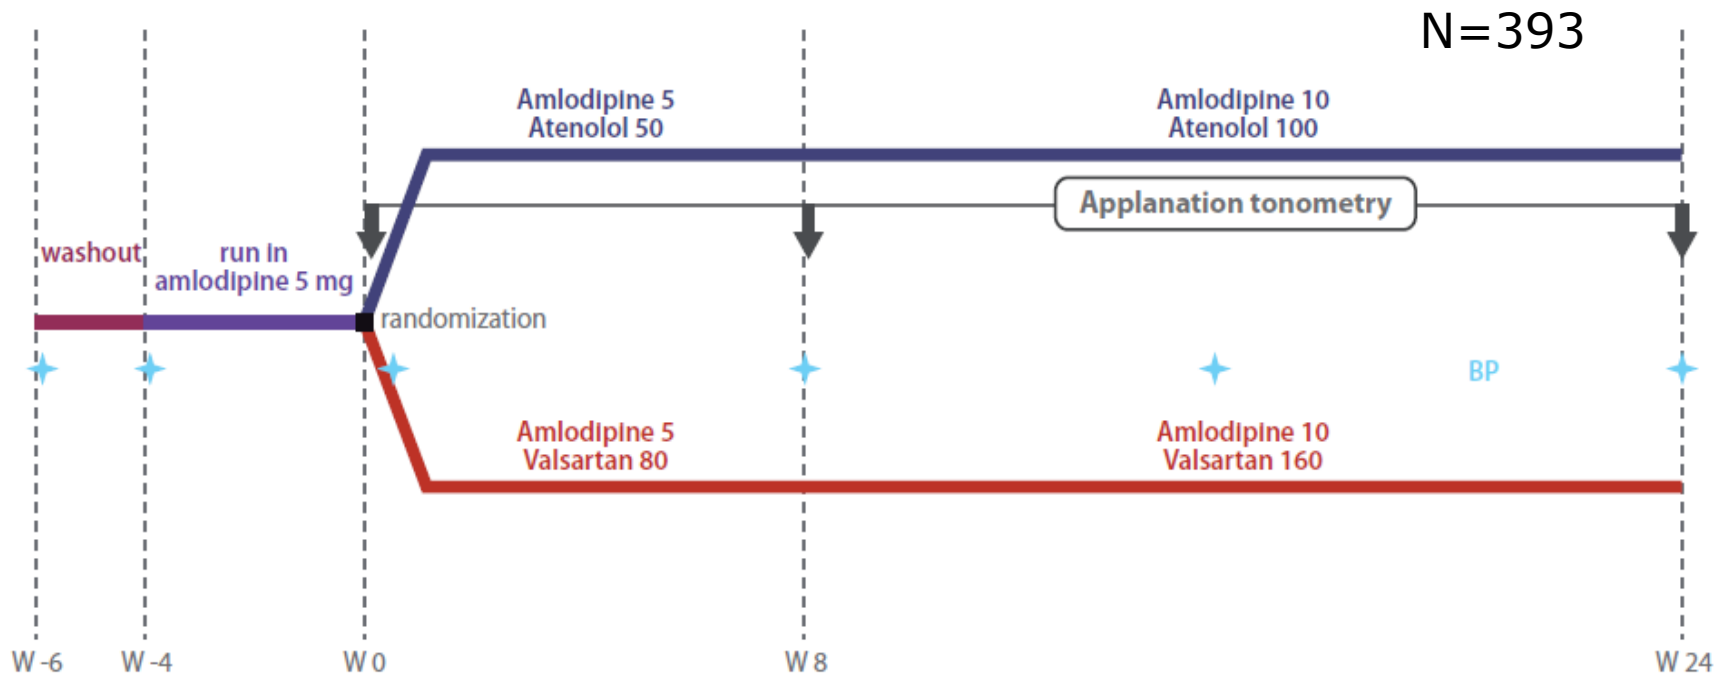 N=393
Amlodipine 5
Atenolol 50
Amlodipine 10
Atenolol 100
Applanation tonometry
washout
run in
amlodipine 5 mg
randomization
BP
Amlodipine 5
Valsartan 80
Amlodipine 10
Valsartan 160
W -6
W -4
W 0
W 8
W 24